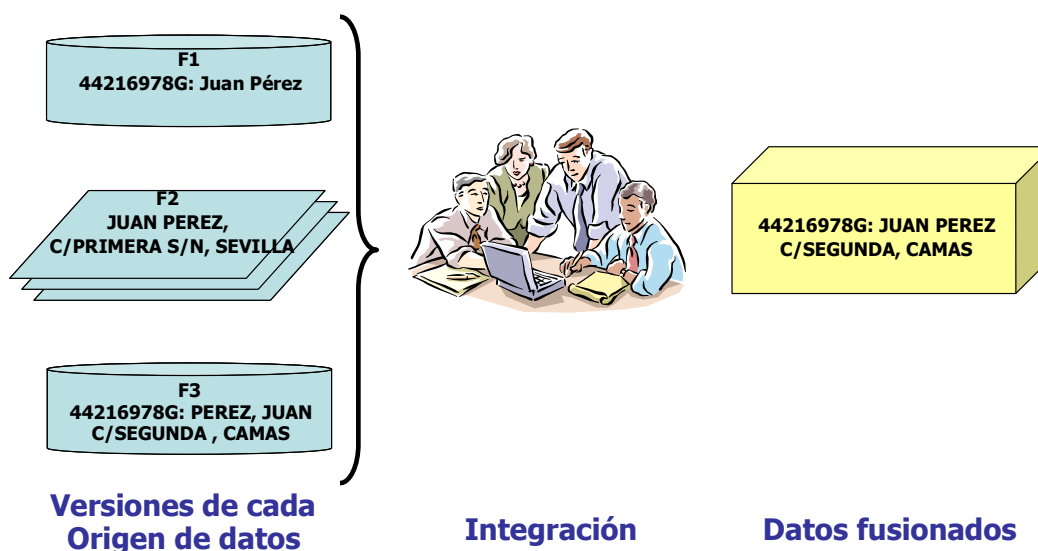 F1
44216978G: Juan Pérez
F2
JUAN PEREZ,
C/PRIMERA S/N, SEVILLA
F3
44216978G: PEREZ, JUAN
C/SEGUNDA , CAMAS
Versiones de cada
Origen de datos
Integración
44216978G: JUAN PEREZ
C/SEGUNDA, CAMAS
Datos fusionados